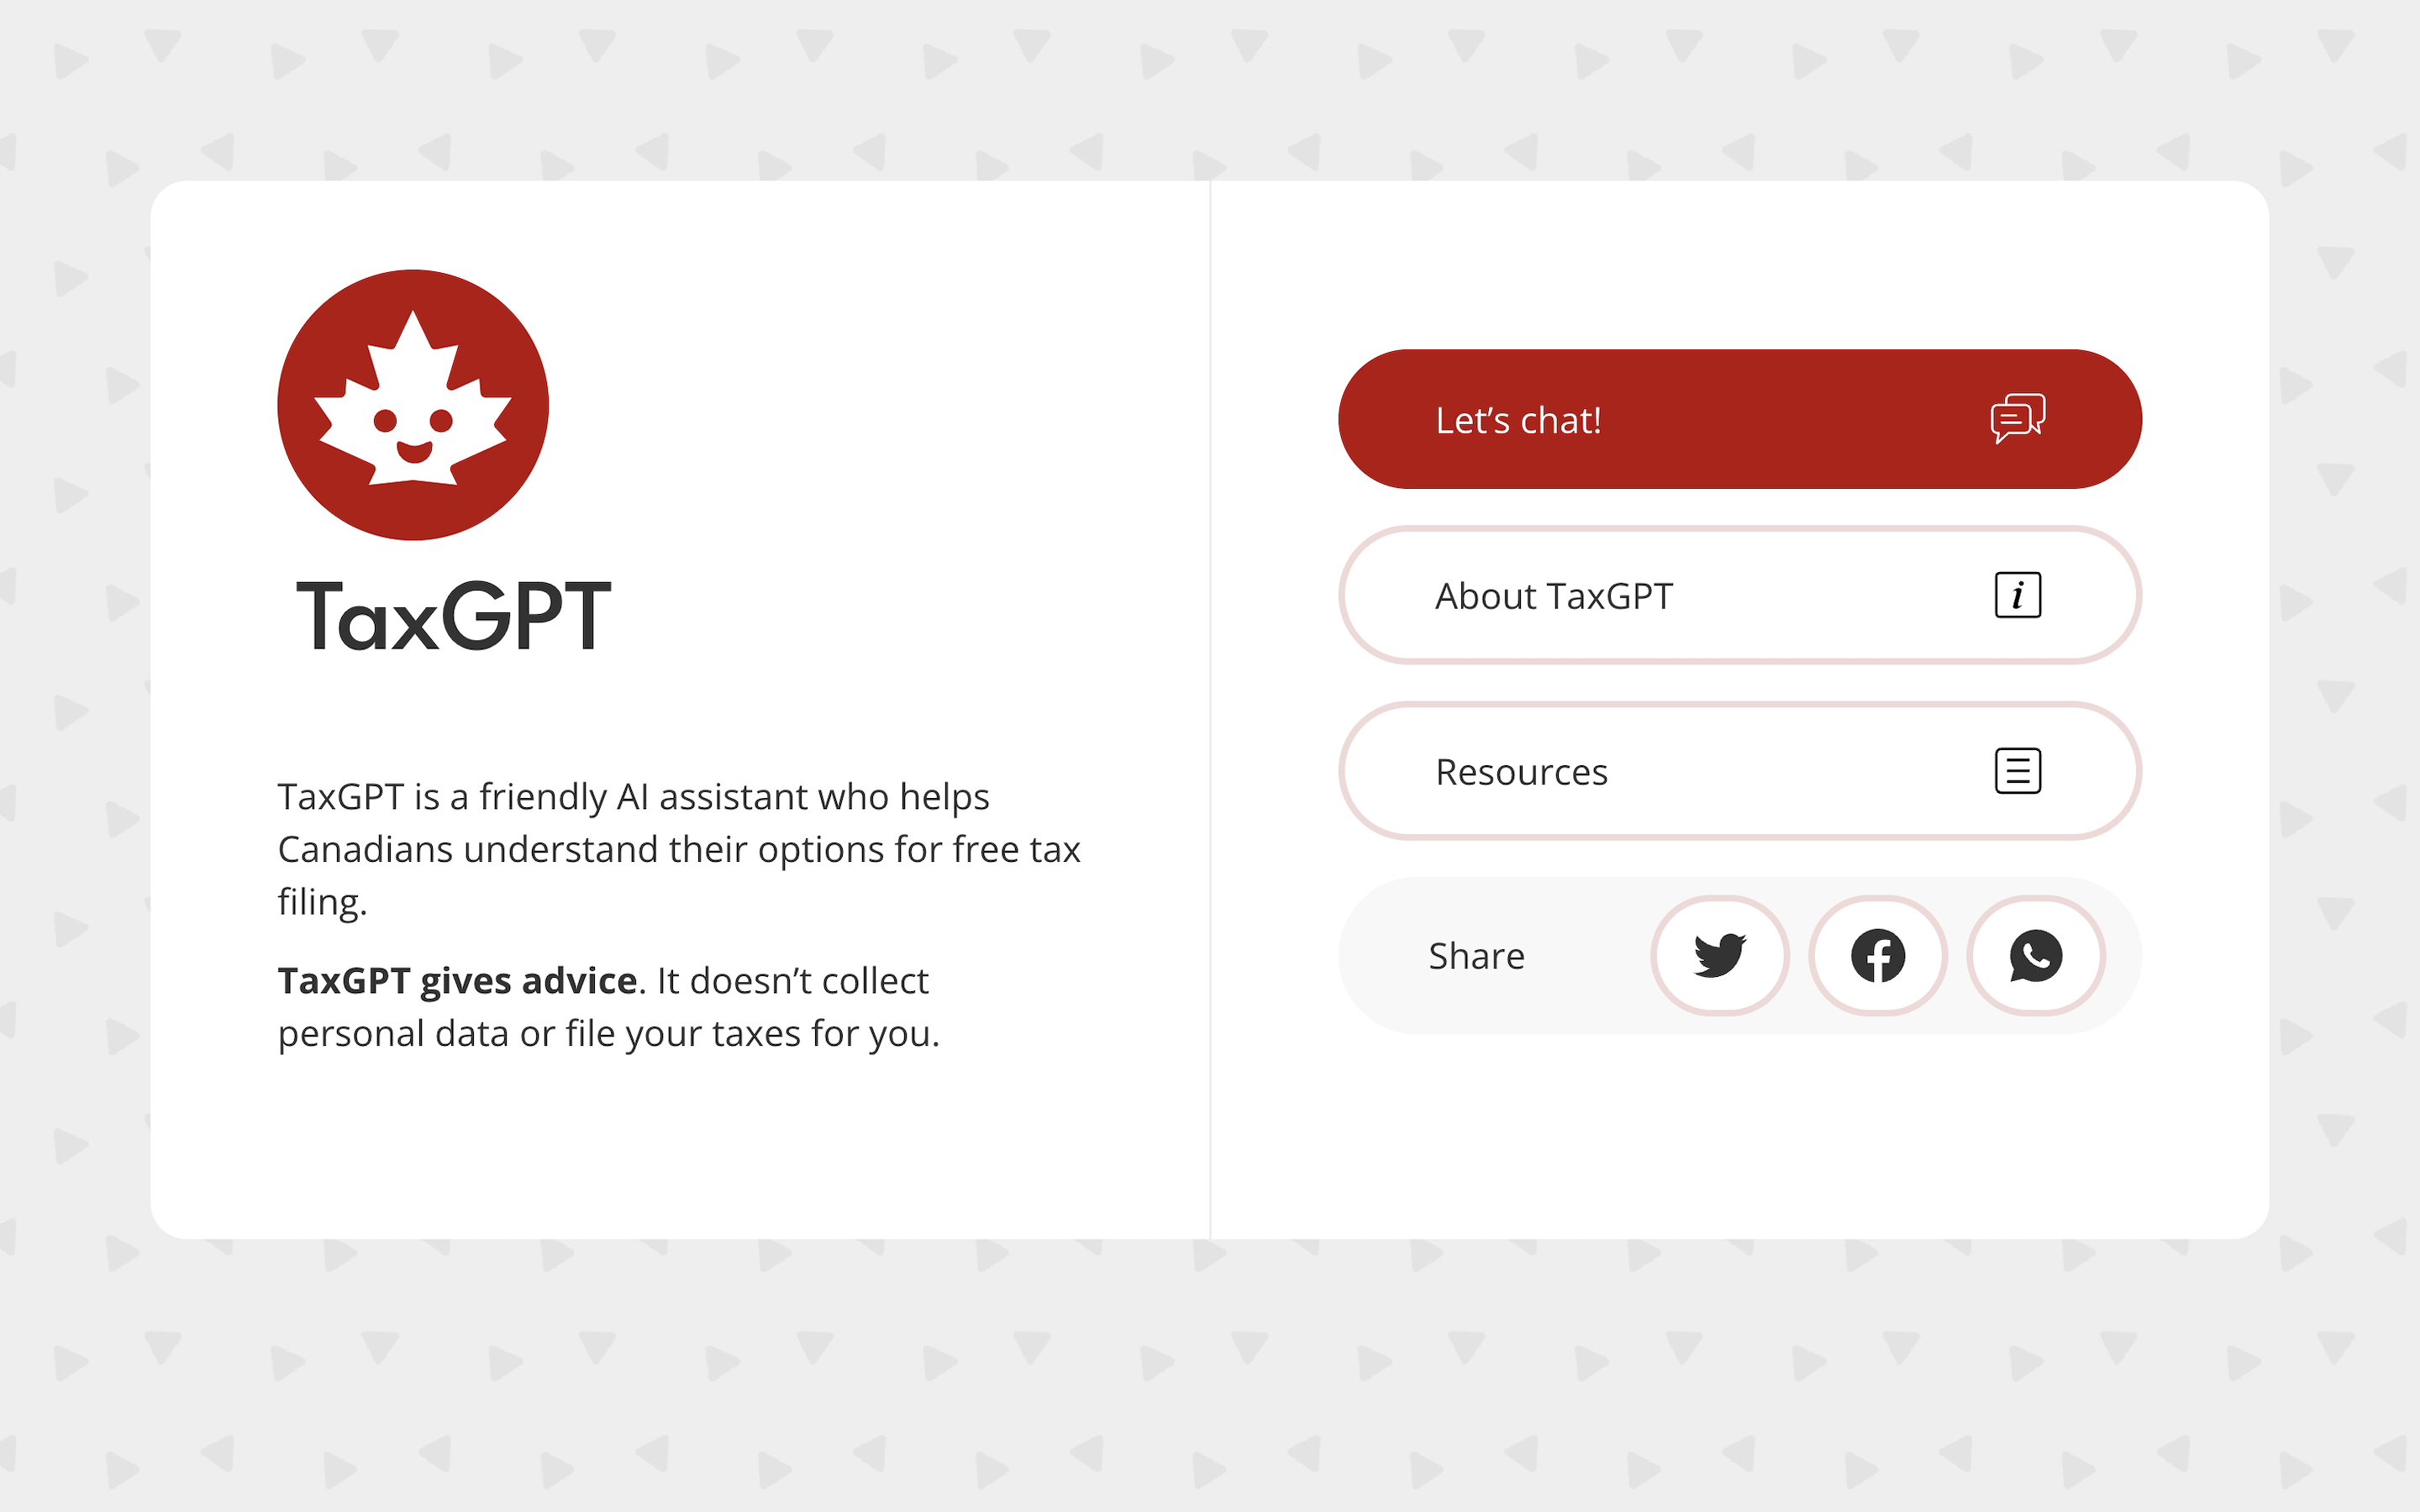 TaxGPT
TaxGPT is a friendly AI assistant who helps
Canadians understand their options for free tax
filing.
TaxGPT gives advice. It doesn’t collect
personal data or file your taxes for you.
Let’s chat!
About TaxGPT
i
Resources
Share